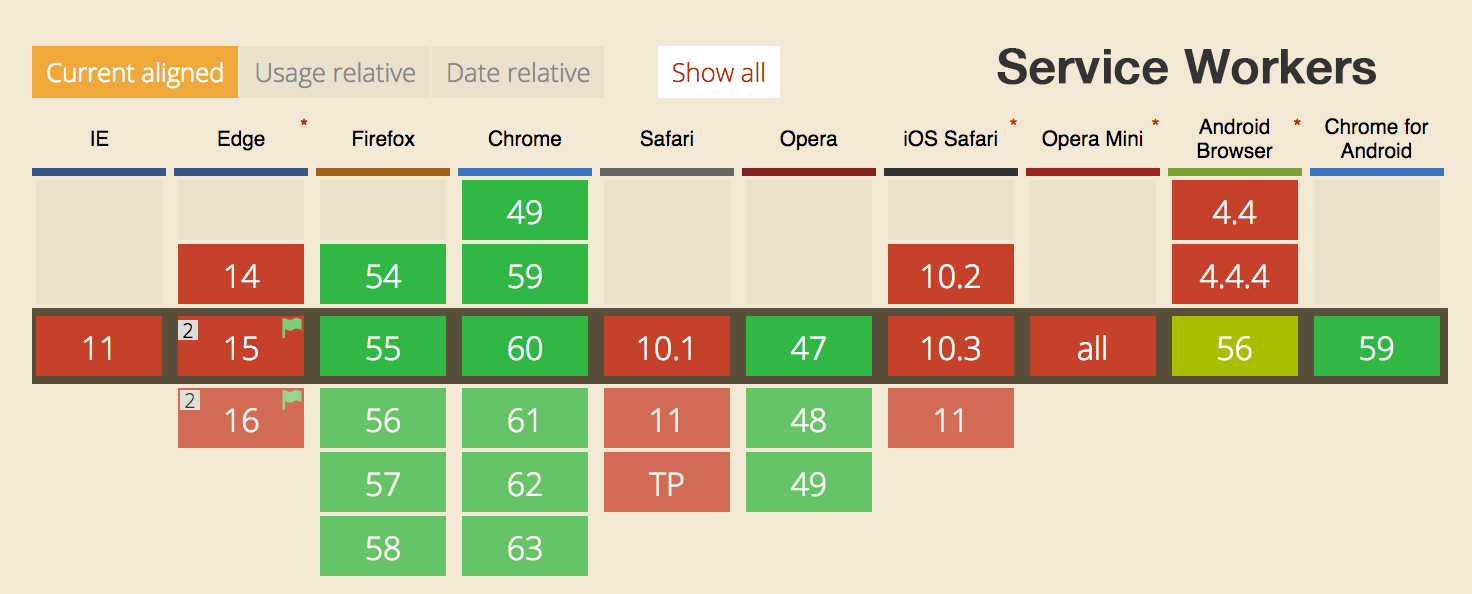 Current aligned Usage relative Date relative Show all Service Workers
IE Edge * Firefox Chrome Safari Opera iOS Safari * Opera Mini * Android Browser * Chrome for Android
49 4.4
14 54 59 10.2 4.4.4
11 2 15 55 60 10.1 47 10.3 all 56 59
2 16 56 61 11 48 11
57 62 TP 49
58 63